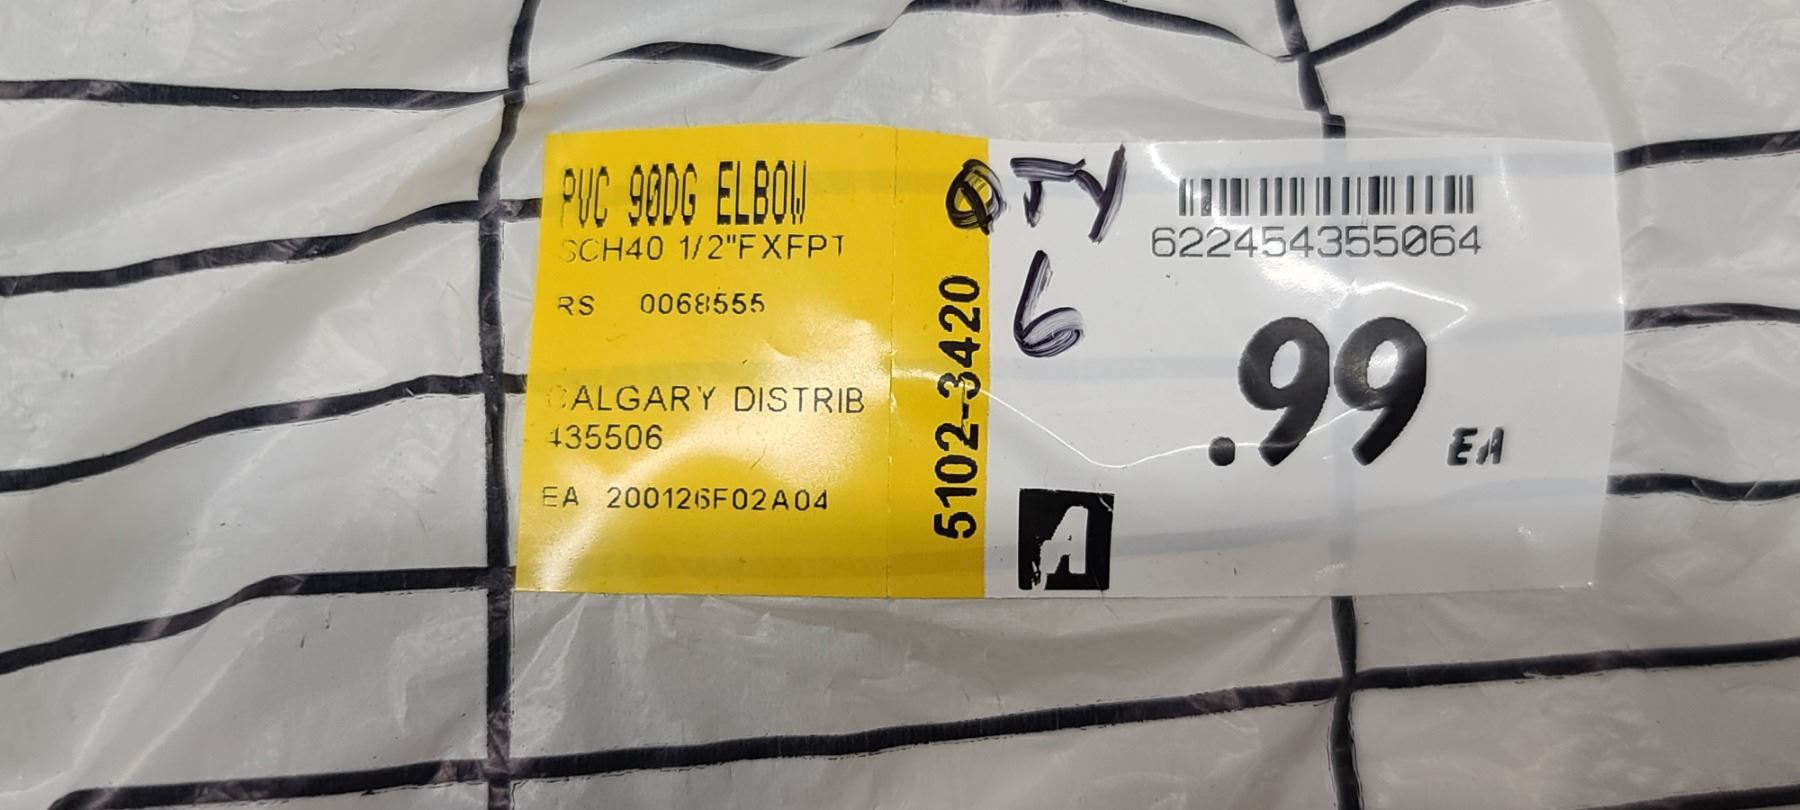 PVC 90DG ELBOW
SCH40 1/2"FXFPT
RS 0068555
CALGARY DISTRIB
435506
EA 200126F02A04
5102-3420
QTY
6
622454355064
.99 EA
A